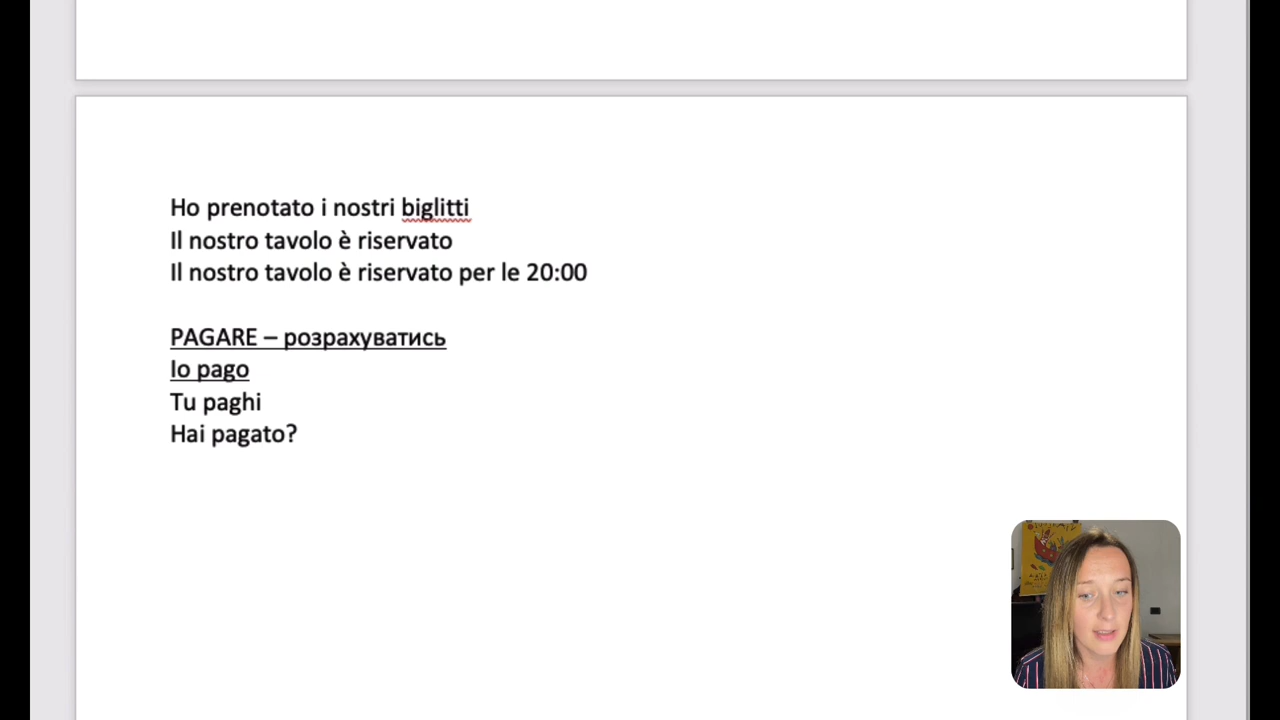 Ho prenotato i nostri biglitti
Il nostro tavolo è riservato
Il nostro tavolo è riservato per le 20:00
PAGARE – розрахуватись
Io pago
Tu paghi
Hai pagato?